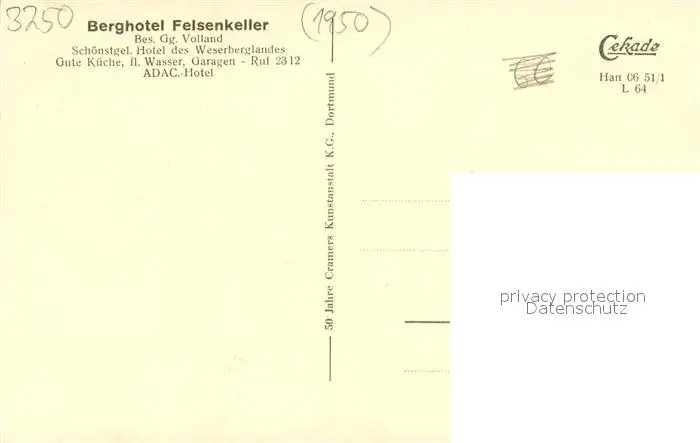 3250
Berghotel Felsenkeller
Bes. Gg. Volland
Schönstgel. Hotel des Weserberglandes
Gute Küche, fl. Wasser, Garagen - Ruf 2312
ADAC.-Hotel
(1950)
50 Jahre Cramers Kunstanstalt K.G., Dortmund
Cekade
Han 06 51/1
L 64
privacy protection
Datenschutz